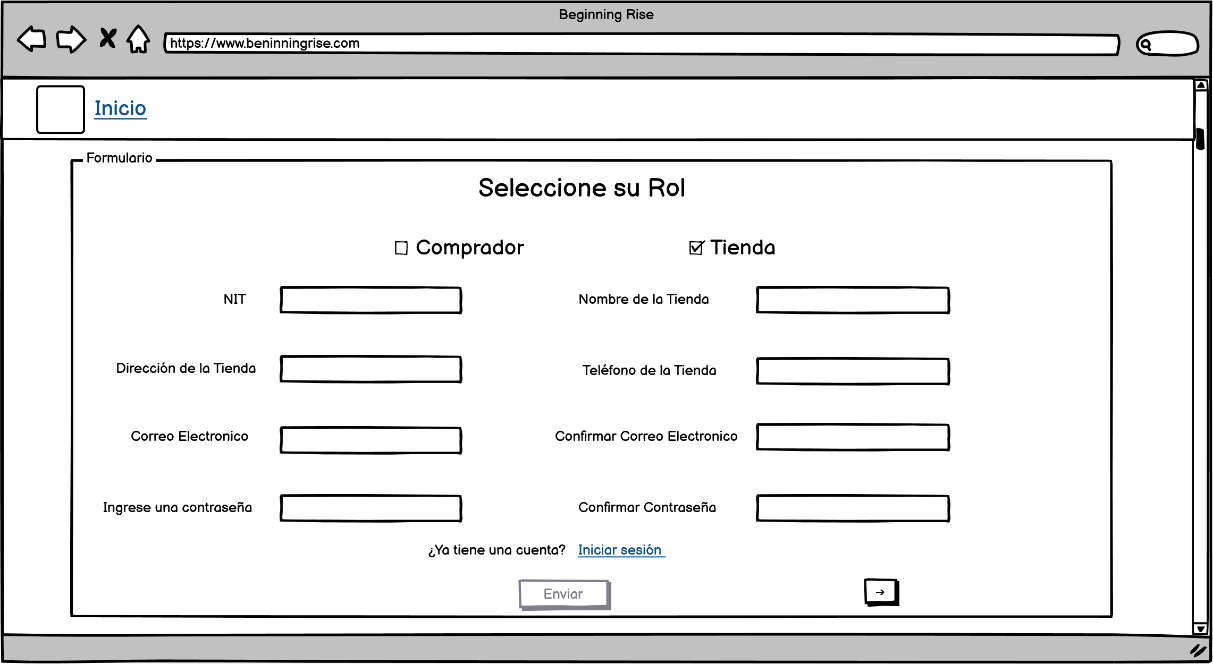 Beginning Rise
https://www.beninningrise.com
Inicio
Formulario
Seleccione su Rol
Comprador
Tienda
NIT
Nombre de la Tienda
Dirección de la Tienda
Teléfono de la Tienda
Correo Electronico
Confirmar Correo Electronico
Ingrese una contraseña
Confirmar Contraseña
¿Ya tiene una cuenta? Iniciar sesión
Enviar
→